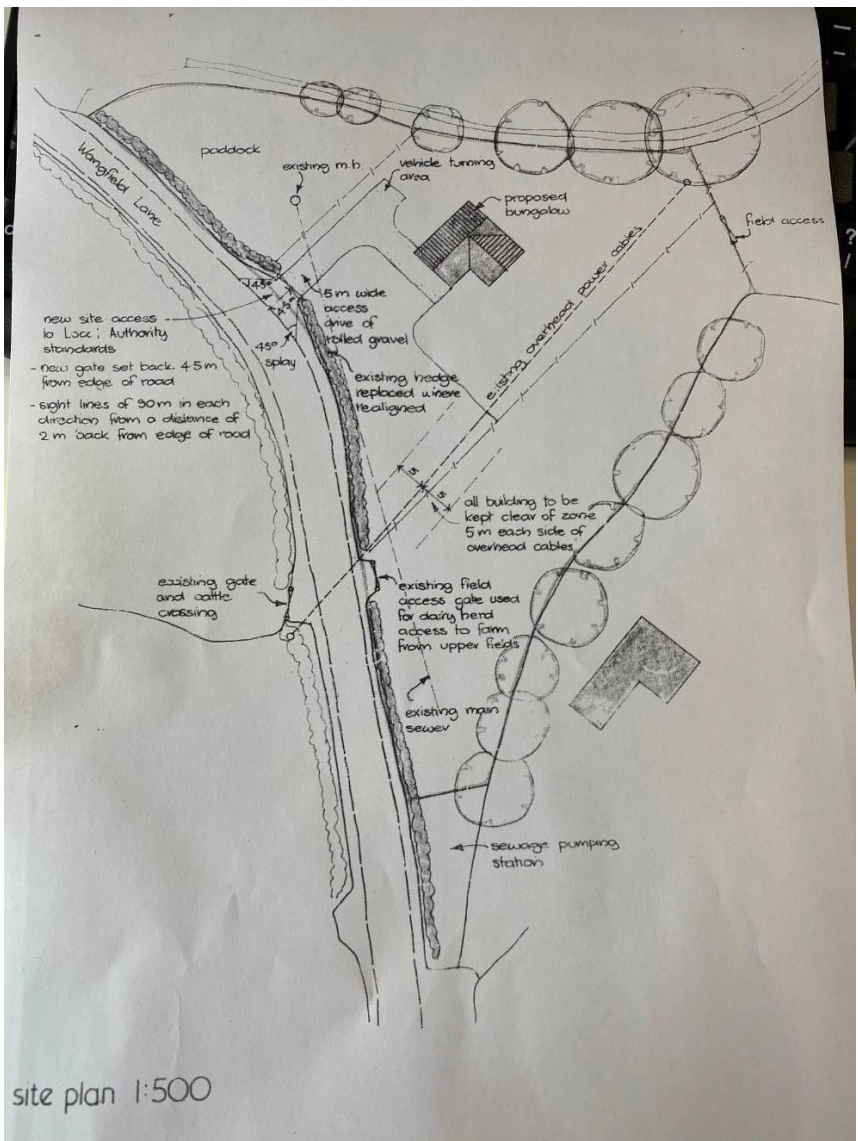 paddock
Wangfield Lane
existing m.h
vehicle turning
area
proposed
bungalow
field access
existing overhead power cables
45°
4.5m
45°
splay
5m wide
access
drive of
rolled gravel
new site access
to Local Authority
standards
- new gate set back 4.5m
from edge of road
- sight lines of 90m in each
direction from a distance of
2m back from edge of road
existing hedge
replaced where
realigned
5
5
all building to be
kept clear of zone
5m each side of
overhead cables
existing gate
and cattle
crossing
existing field
access gate used
for dairy herd
access to farm
from upper fields
existing main
sewer
sewage pumping
station
site plan 1:500